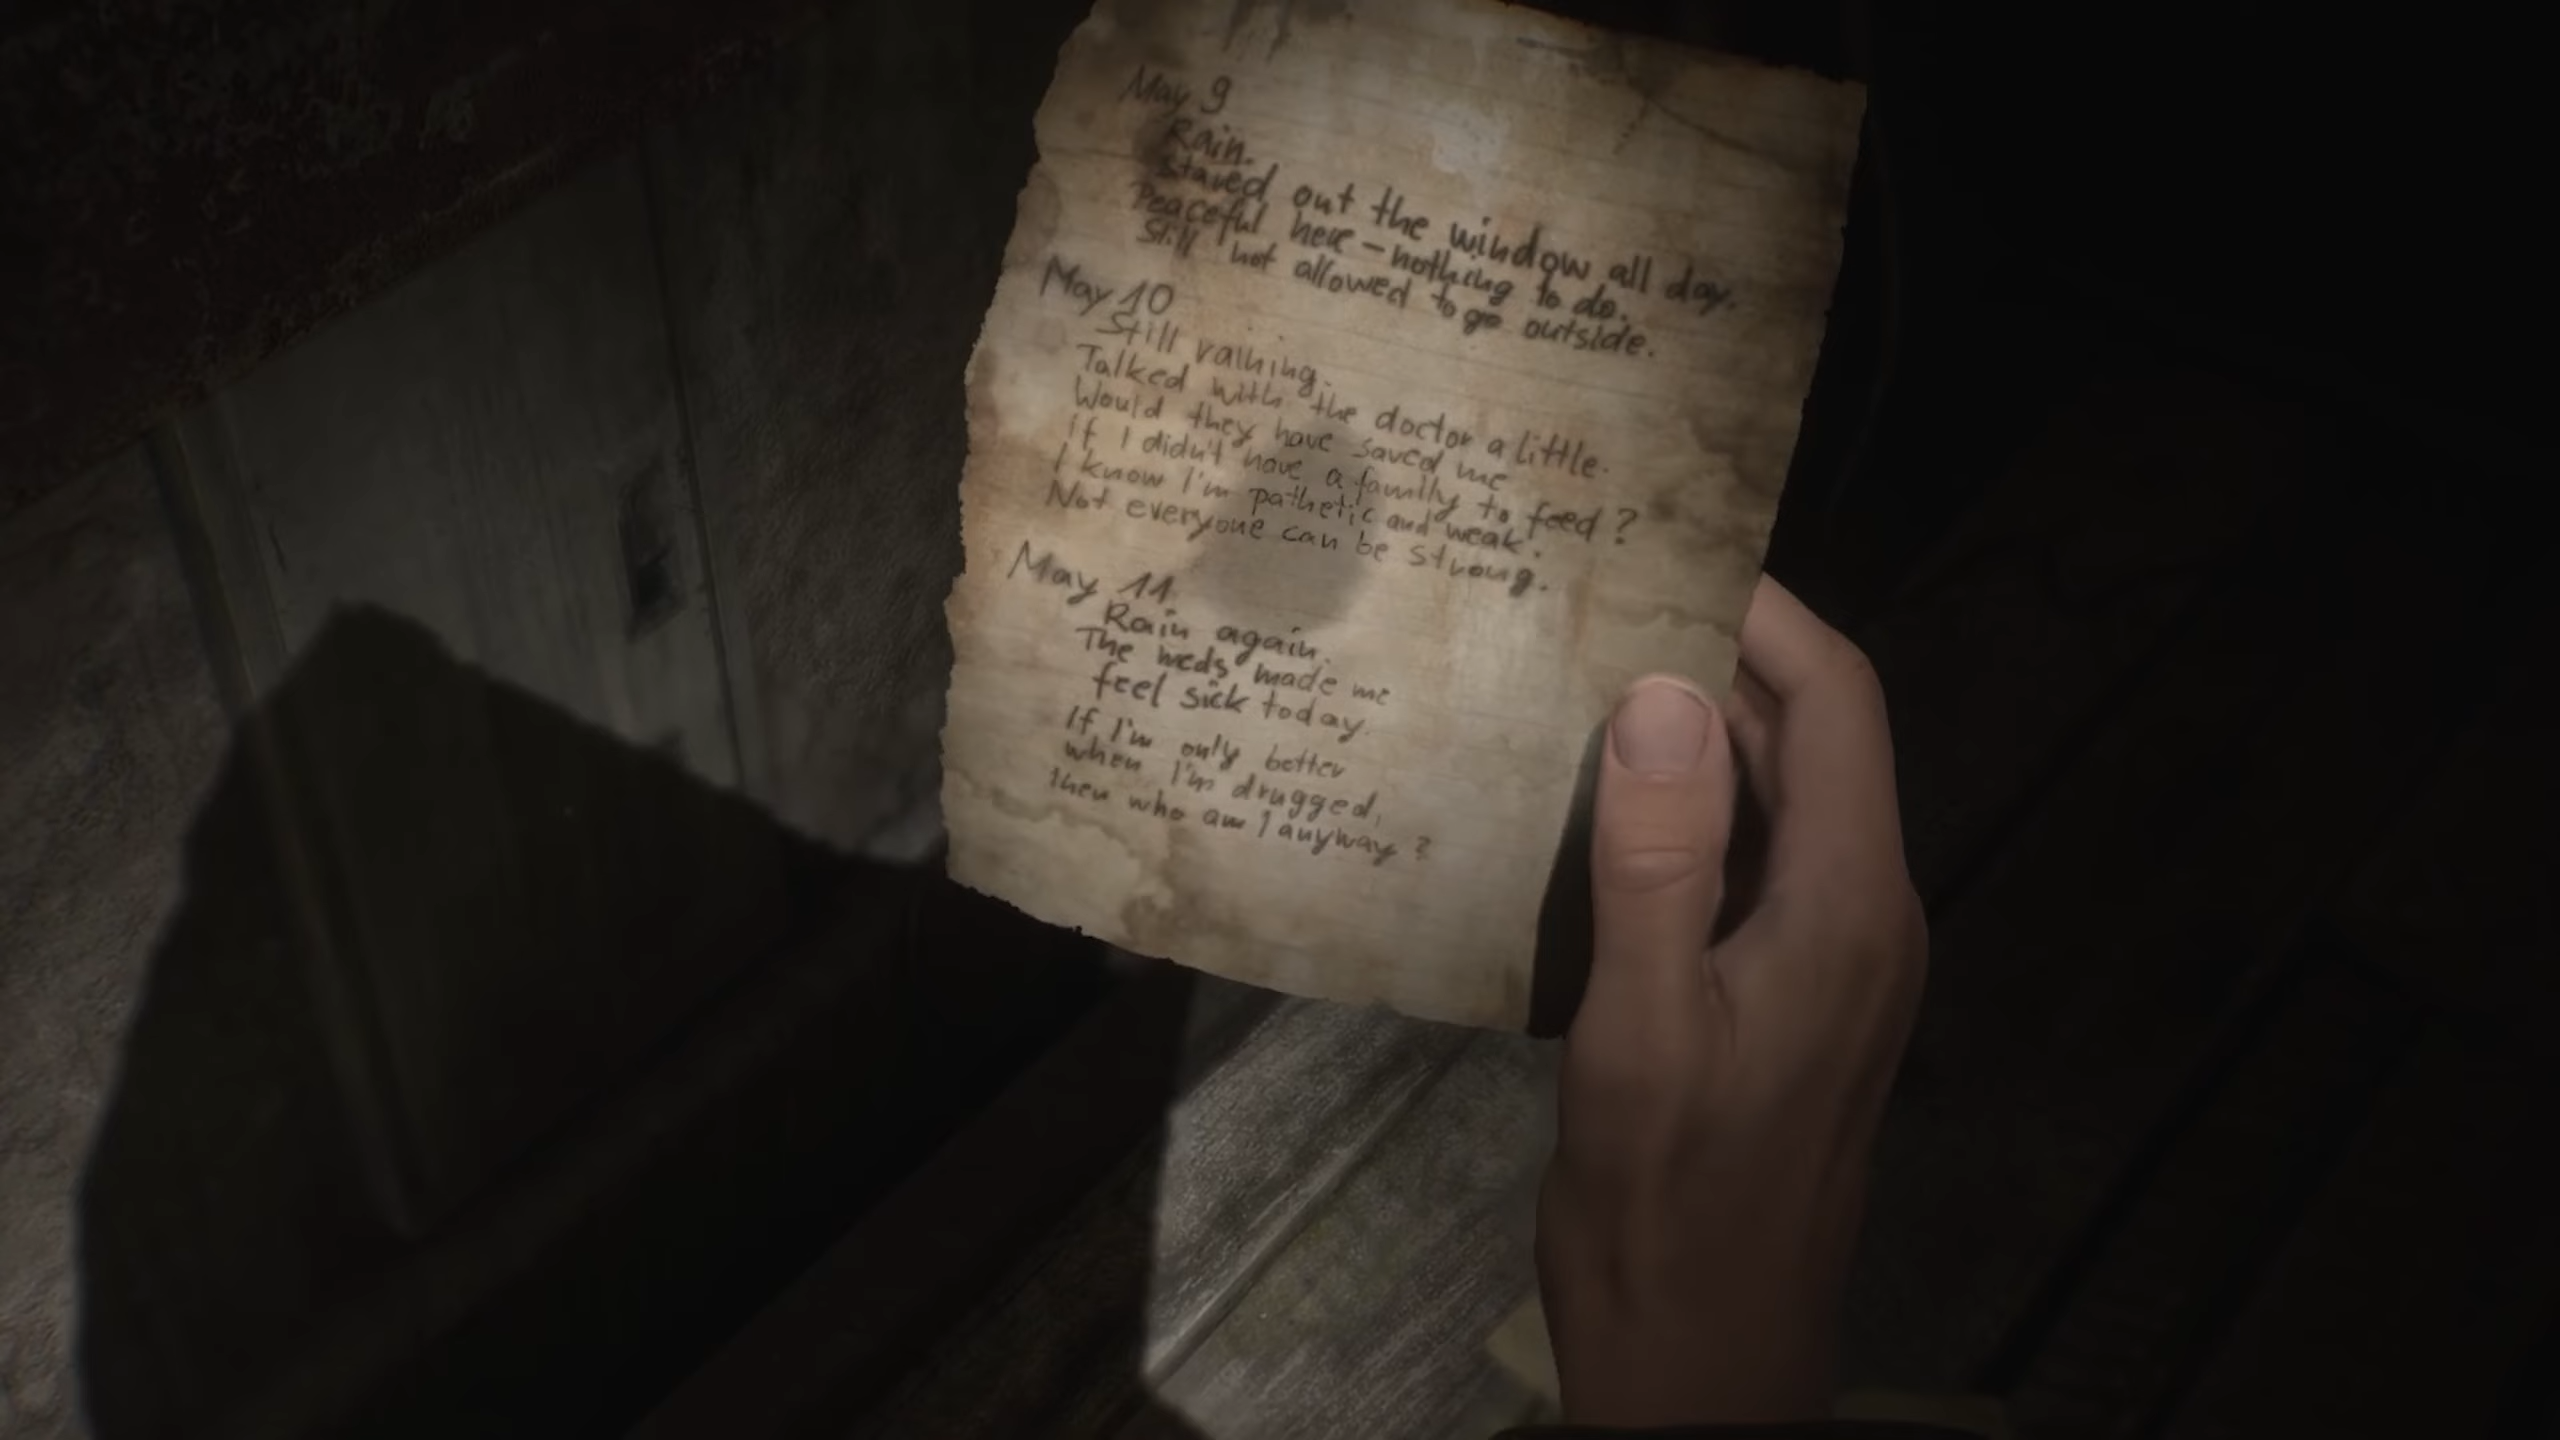 May 9
Rain.
Stared out the window all day.
Peaceful here – nothing to do.
Still not allowed to go outside.
May 10
Still raining.
Talked with the doctor a little.
Would they have saved me
if I didn't have a family to feed?
I know I'm pathetic and weak.
Not everyone can be strong.
May 11
Rain again.
The meds made me
feel sick today.
If I'm only better
when I'm drugged,
then who am I anyway?